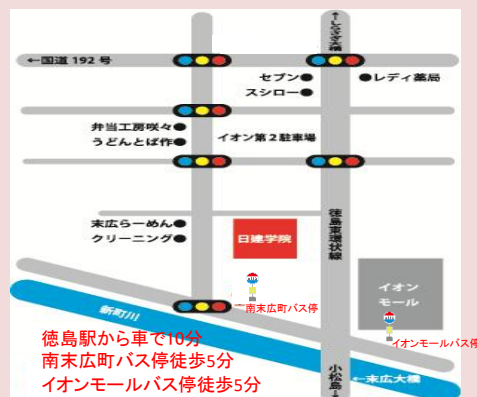 ←しらさぎ大橋
←国道 192 号
セブン●
スシロー●
●レディ薬局
弁当工房咲々●
うどんとば作●
イオン第2駐車場
末広らーめん●
クリーニング●
日建学院
徳島東環状線
イオン
モール
南末広町バス停
イオンモールバス停
新町川
←末広大橋
小松島→
徳島駅から車で10分
南末広町バス停徒歩5分
イオンモールバス停徒歩5分